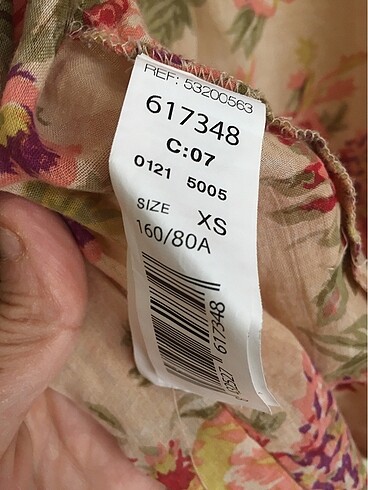 REF: 53200563
617348
C:07
0121 5005
SIZE XS
160/80A
617348